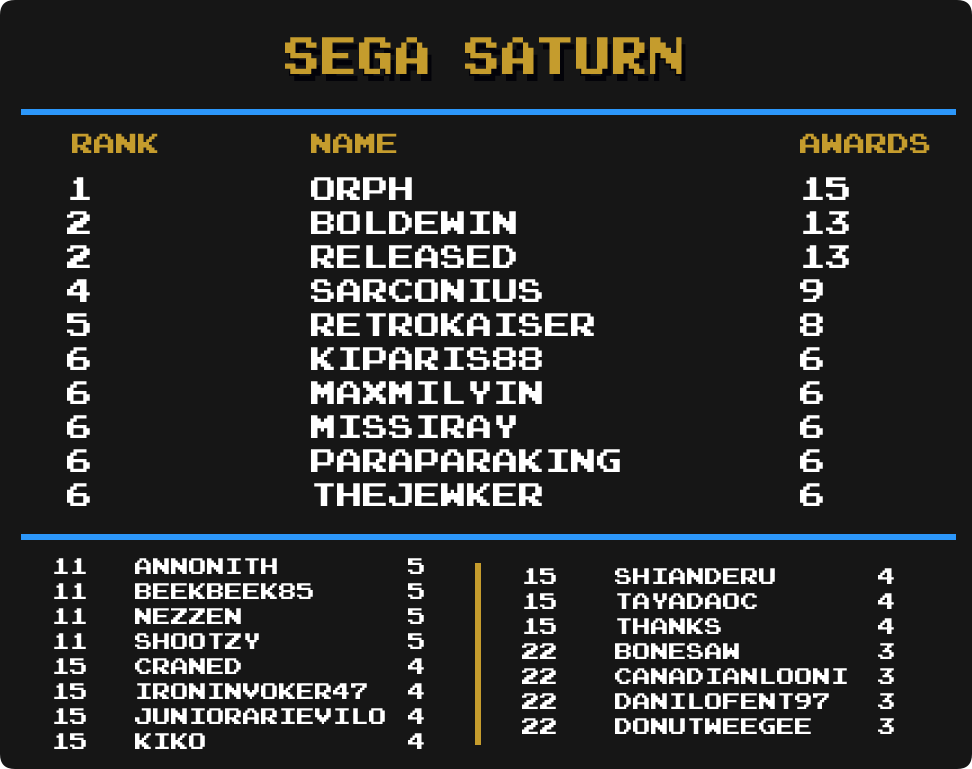 SEGA SATURN
RANK NAME AWARDS
1 ORPH 15
2 BOLDEWIN 13
2 RELEASED 13
4 SARCONIUS 9
5 RETROKAISER 8
6 KIPARIS88 6
6 MAXMILYIN 6
6 MISSIRAY 6
6 PARAPARAKING 6
6 THEJEWKER 6
11 ANNONITH 5
11 BEEKBEEK85 5
11 NEZZEN 5
11 SHOOTZY 5
15 CRANED 4
15 IRONINVOKER47 4
15 JUNIORARIEVILO 4
15 KIKO 4
15 SHIANDERU 4
15 TAYADAOC 4
15 THANKS 4
22 BONESAW 3
22 CANADIANLOONI 3
22 DANILOFENT97 3
22 DONUTWEEGEE 3